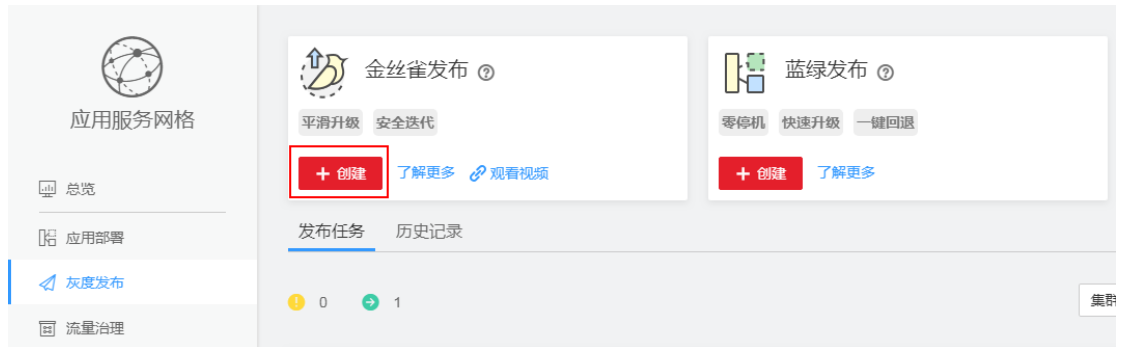 应用服务网格
总览
应用部署
灰度发布
流量治理
金丝雀发布
平滑升级 安全迭代
创建 了解更多 观看视频
蓝绿发布
零停机 快速升级 一键回退
创建 了解更多
发布任务 历史记录
0 1
集群